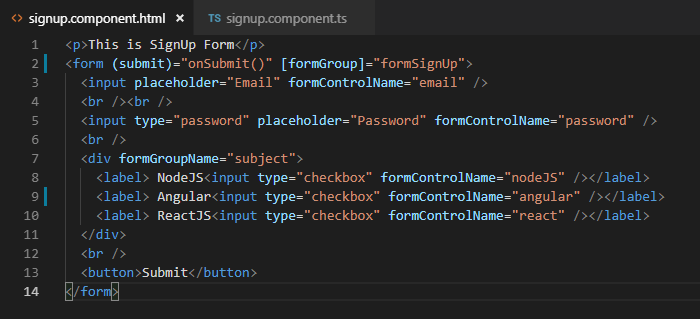 signup.component.html × TS signup.component.ts
1 <p>This is SignUp Form</p>
2 <form (submit)="onSubmit()" [formGroup]="formSignUp">
3 <input placeholder="Email" formControlName="email" />
4 <br /><br />
5 <input type="password" placeholder="Password" formControlName="password" />
6 <br />
7 <div formGroupName="subject">
8 <label> NodeJS<input type="checkbox" formControlName="nodeJS" /></label>
9 <label> Angular<input type="checkbox" formControlName="angular" /></label>
10 <label> ReactJS<input type="checkbox" formControlName="react" /></label>
11 </div>
12 <br />
13 <button>Submit</button>
14 </form>